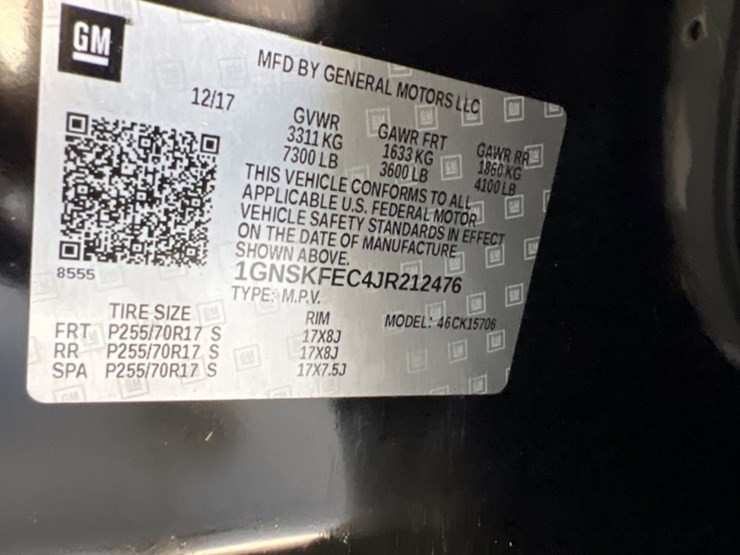 GM
MFD BY GENERAL MOTORS LLC
12/17
GVWR GAWR FRT GAWR RR
3311 KG 1633 KG 1860 KG
7300 LB 3600 LB 4100 LB
THIS VEHICLE CONFORMS TO ALL
APPLICABLE U.S. FEDERAL MOTOR
VEHICLE SAFETY STANDARDS IN EFFECT
ON THE DATE OF MANUFACTURE
SHOWN ABOVE.
8555
1GNSKFEC4JR212476
TYPE: M.P.V.
TIRE SIZE RIM MODEL: 46CK15706
FRT P255/70R17 S 17X8J
RR P255/70R17 S 17X8J
SPA P255/70R17 S 17X7.5J